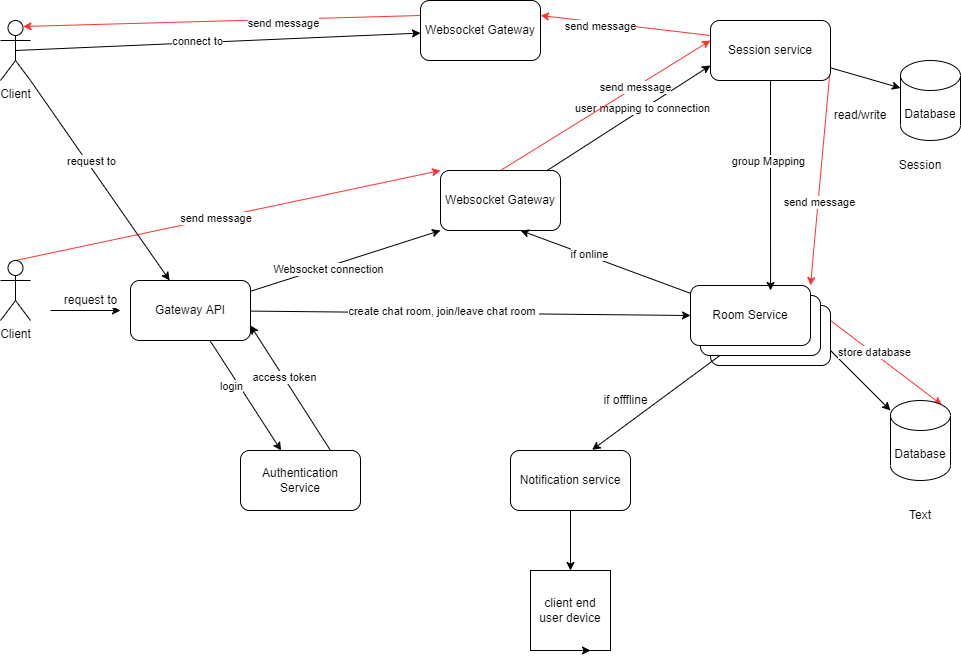 send message
Websocket Gateway
send message
connect to
Session service
Client
send message
user mapping to connection
read/write
Database
request to
group Mapping
Session
Websocket Gateway
send message
send message
if online
Websocket connection
request to
Gateway API
create chat room, join/leave chat room
Room Service
Client
store database
access token
login
if offfline
Database
Authentication
Service
Notification service
Text
client end
user device